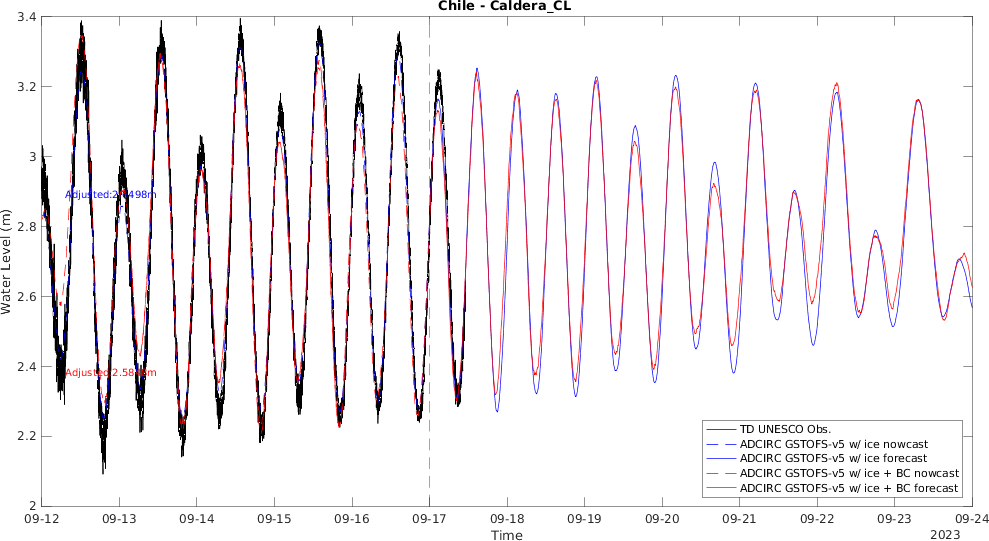 Chile - Caldera_CL
3.4
3.2
3
2.8
2.6
2.4
2.2
2
Water Level (m)
09-12
09-13
09-14
09-15
09-16
09-17
09-18
09-19
09-20
09-21
09-22
09-23
09-24
Time
2023
TD UNESCO Obs.
ADCIRC GSTOFS-v5 w/ ice nowcast
ADCIRC GSTOFS-v5 w/ ice forecast
ADCIRC GSTOFS-v5 w/ ice + BC nowcast
ADCIRC GSTOFS-v5 w/ ice + BC forecast